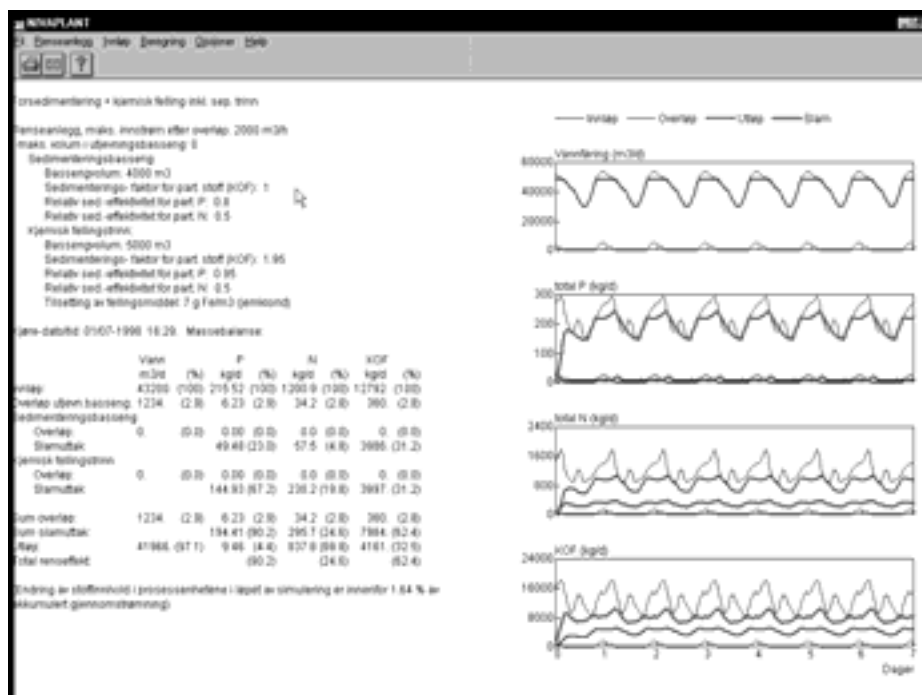 NIVAPLANT
Renseanlegg Innløp Beregning Opsjoner Help
Forsedimentering + kjemisk felling inkl. sep. trinn
Renseanlegg, maks. innstrøm etter overløp: 2000 m3/h
maks. volum i utjevningsbasseng: 0
Sedimenteringsbasseng
Bassengvolum: 4000 m3
Sedimenterings- faktor for part. stoff (KOF): 1
Relativ sed.-effektivitet for part. P: 0.8
Relativ sed.-effektivitet for part. N: 0.5
Kjemisk fellingstrinn:
Bassengvolum: 5000 m3
Sedimenterings- faktor for part. stoff (KOF): 1.95
Relativ sed.-effektivitet for part. P: 0.95
Relativ sed.-effektivitet for part. N: 0.5
Tilsetting av fellingsmiddel: 7 g Fe/m3 (jernklorid)
Kjøre-dato/tid: 01/07-1998 16:29. Massebalanse:
Vann P N KOF
m3/d (%) kg/d (%) kg/d (%) kg/d (%)
Innløp: 43200. (100) 215.52 (100) 1200.9 (100) 12792. (100)
Overløp utjevn.basseng: 1234. (2.9) 6.23 (2.9) 34.2 (2.8) 360. (2.8)
Sedimenteringsbasseng
Overløp: 0. (0.0) 0.00 (0.0) 0.0 (0.0) 0. (0.0)
Slamuttak: 49.48 (23.0) 57.5 (4.8) 3986. (31.2)
Kjemisk fellingstrinn
Overløp: 0. (0.0) 0.00 (0.0) 0.0 (0.0) 0. (0.0)
Slamuttak: 144.93 (67.2) 238.2 (19.8) 3997. (31.2)
Sum overløp: 1234. (2.9) 6.23 (2.9) 34.2 (2.8) 360. (2.8)
Sum slamuttak: 194.41 (90.2) 295.7 (24.6) 7984. (62.4)
Utløp: 41966. (97.1) 9.46 (4.4) 837.8 (69.8) 4161. (32.5)
Total renseeffekt: (90.2) (24.6) (62.4)
(Endring av stoffinnhold i prosessenhetene i løpet av simulering er innenfor 1.64 % av
akkumulert gjennomstrømning)
Innløp Overløp Utløp Slam
Vannføring (m3/d)
60000
40000
20000
0
total P (kg/d)
300
200
100
0
total N (kg/d)
2400
1600
800
0
KOF (kg/d)
24000
16000
8000
0
0 1 2 3 4 5 6 7
Dager